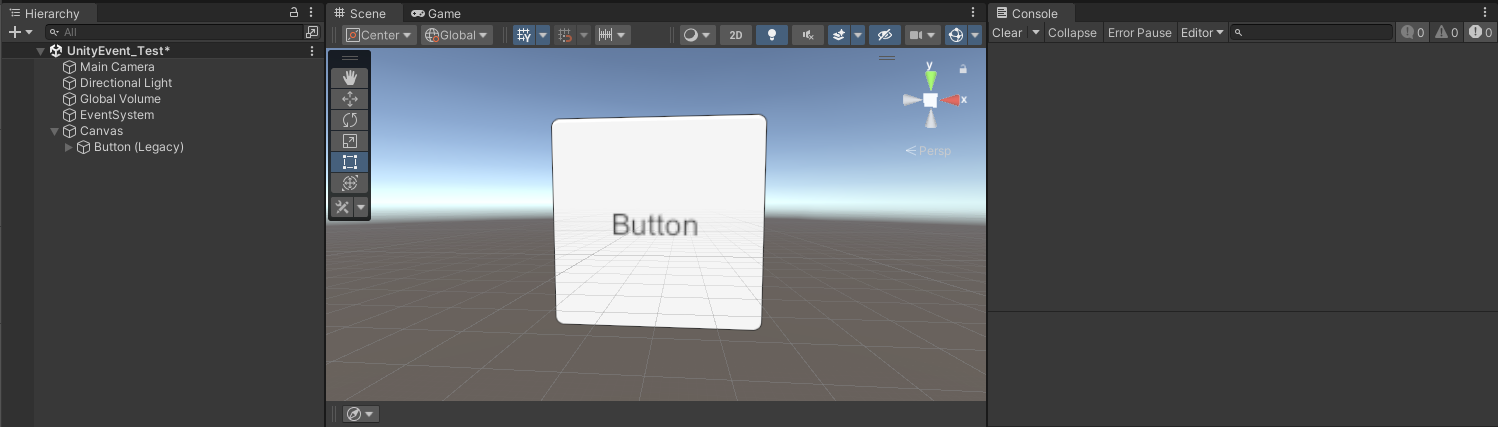 Hierarchy
All
UnityEvent_Test*
Main Camera
Directional Light
Global Volume
EventSystem
Canvas
Button (Legacy)
Scene Game
Center Global 2D
y
x
Persp
Button
Console
Clear Collapse Error Pause Editor 0 0 0